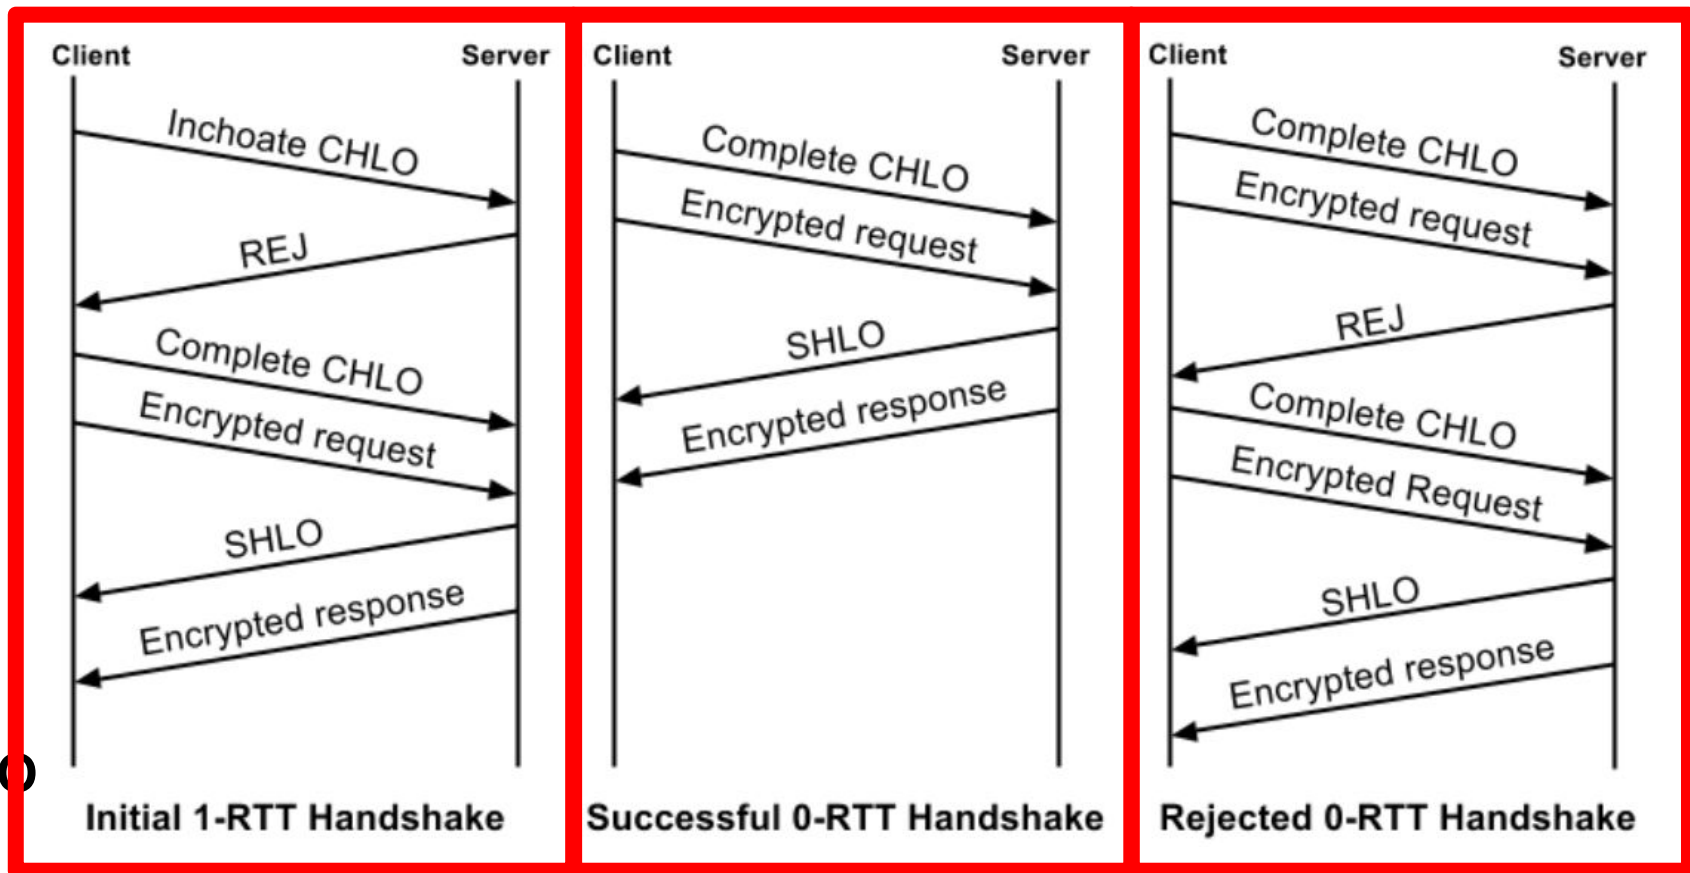 Client Server
Inchoate CHLO
REJ
Complete CHLO
Encrypted request
SHLO
Encrypted response
Initial 1-RTT Handshake
Client Server
Complete CHLO
Encrypted request
SHLO
Encrypted response
Successful 0-RTT Handshake
Client Server
Complete CHLO
Encrypted request
REJ
Complete CHLO
Encrypted Request
SHLO
Encrypted response
Rejected 0-RTT Handshake